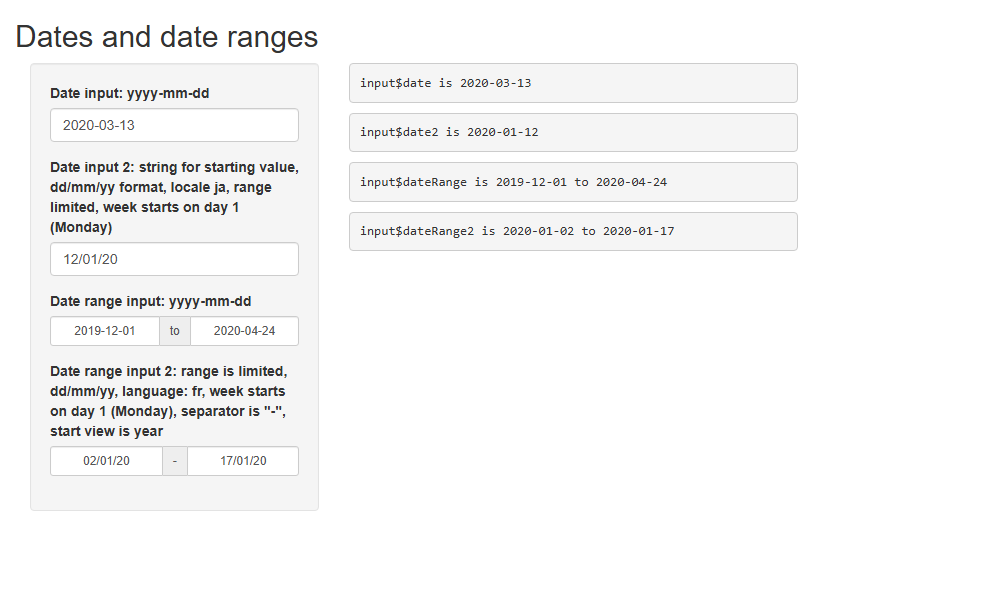 Dates and date ranges
Date input: yyyy-mm-dd
2020-03-13
Date input 2: string for starting value,
dd/mm/yy format, locale ja, range
limited, week starts on day 1
(Monday)
12/01/20
Date range input: yyyy-mm-dd
2019-12-01 to 2020-04-24
Date range input 2: range is limited,
dd/mm/yy, language: fr, week starts
on day 1 (Monday), separator is "-",
start view is year
02/01/20 - 17/01/20
input$date is 2020-03-13
input$date2 is 2020-01-12
input$dateRange is 2019-12-01 to 2020-04-24
input$dateRange2 is 2020-01-02 to 2020-01-17